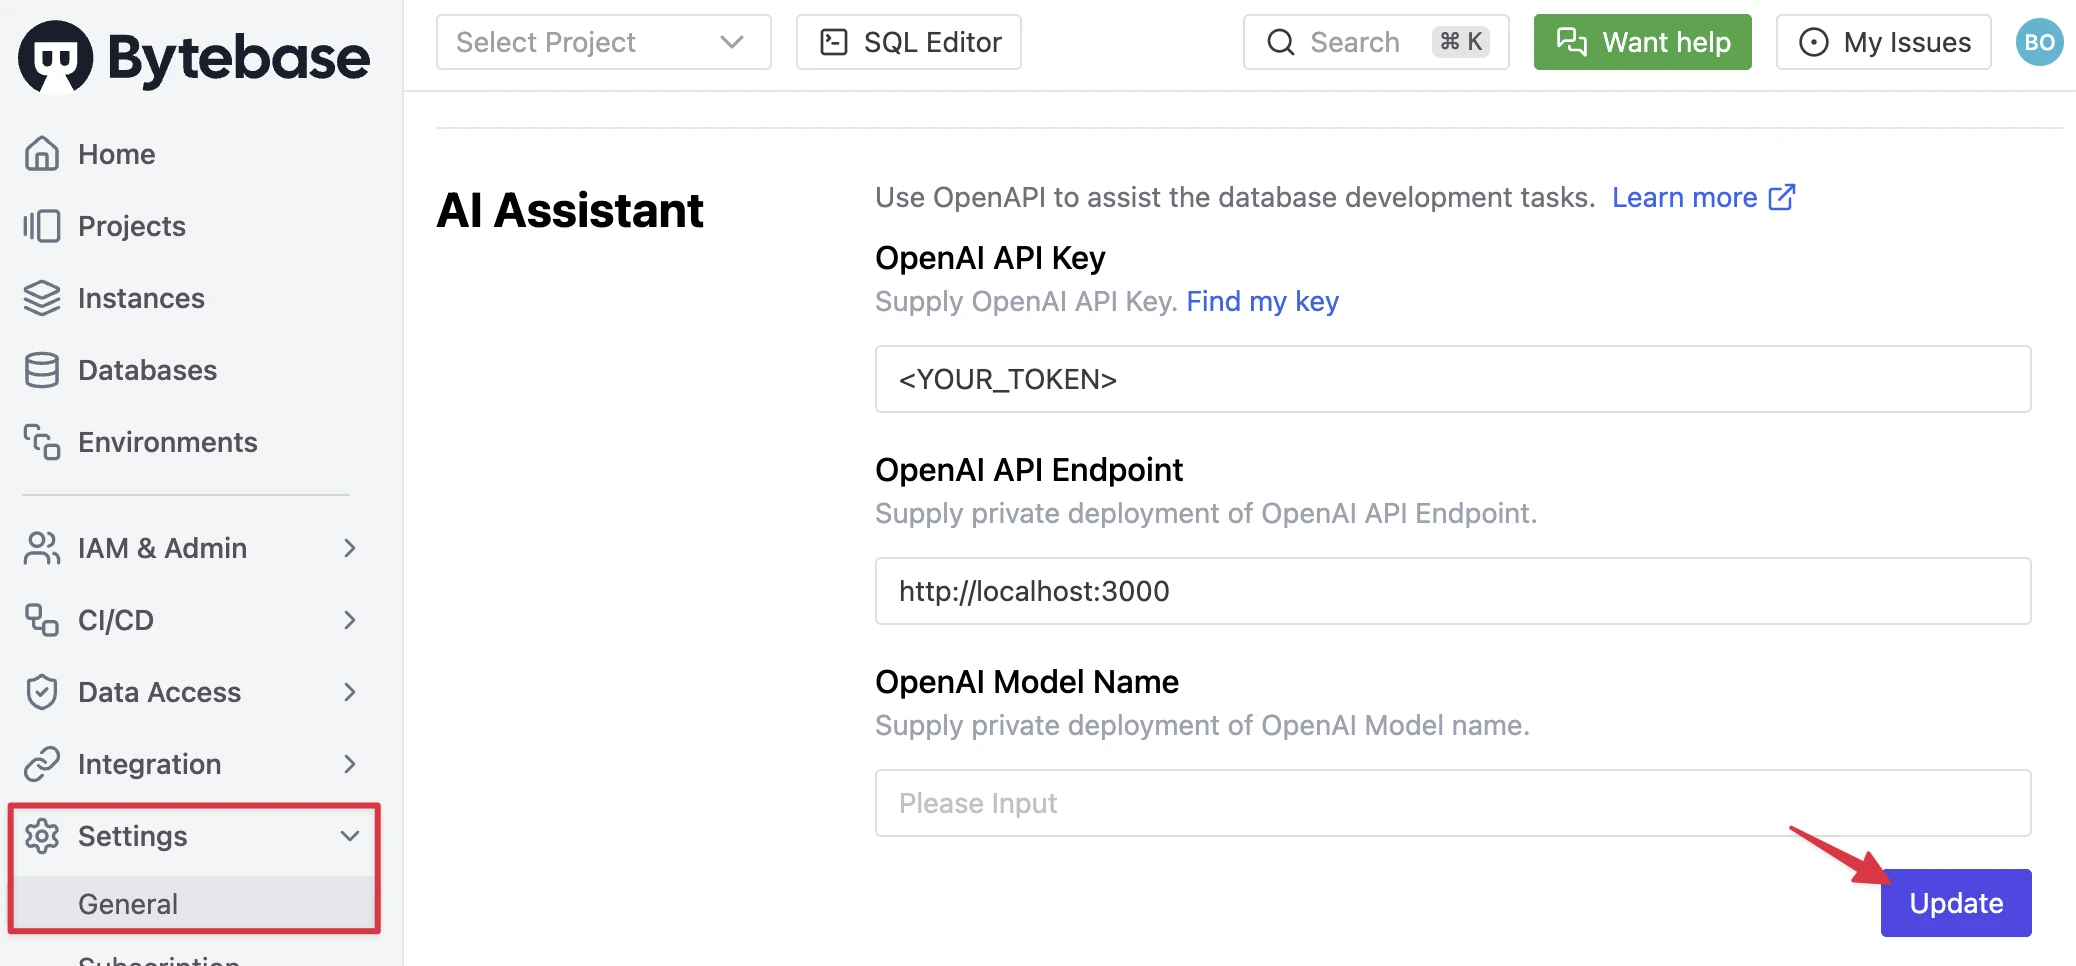 Bytebase
Select Project
SQL Editor
Search
⌘ K
Want help
My Issues
BO
Home
Projects
Instances
Databases
Environments
IAM & Admin
CI/CD
Data Access
Integration
Settings
General
Subscription
AI Assistant
Use OpenAPI to assist the database development tasks. Learn more
OpenAI API Key
Supply OpenAI API Key. Find my key
<YOUR_TOKEN>
OpenAI API Endpoint
Supply private deployment of OpenAI API Endpoint.
http://localhost:3000
OpenAI Model Name
Supply private deployment of OpenAI Model name.
Please Input
Update